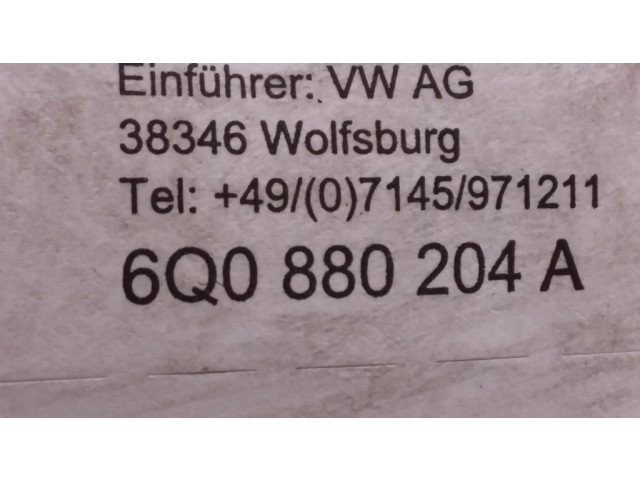 Einführer: VW AG
38346 Wolfsburg
Tel: +49/(0)7145/971211
6Q0 880 204 A